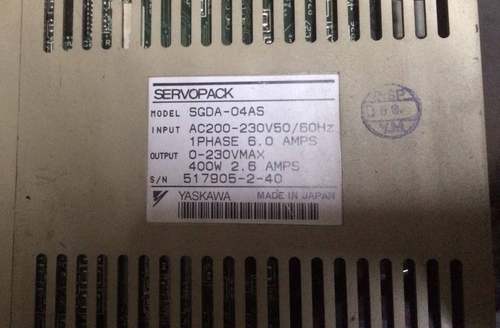 SERVOPACK
MODEL SGDA-04AS
INPUT AC200-230V50/60Hz
1PHASE 6.0 AMPS
OUTPUT 0-230VMAX
400W 2.6 AMPS
S/N 517905-2-40
YASKAWA MADE IN JAPAN